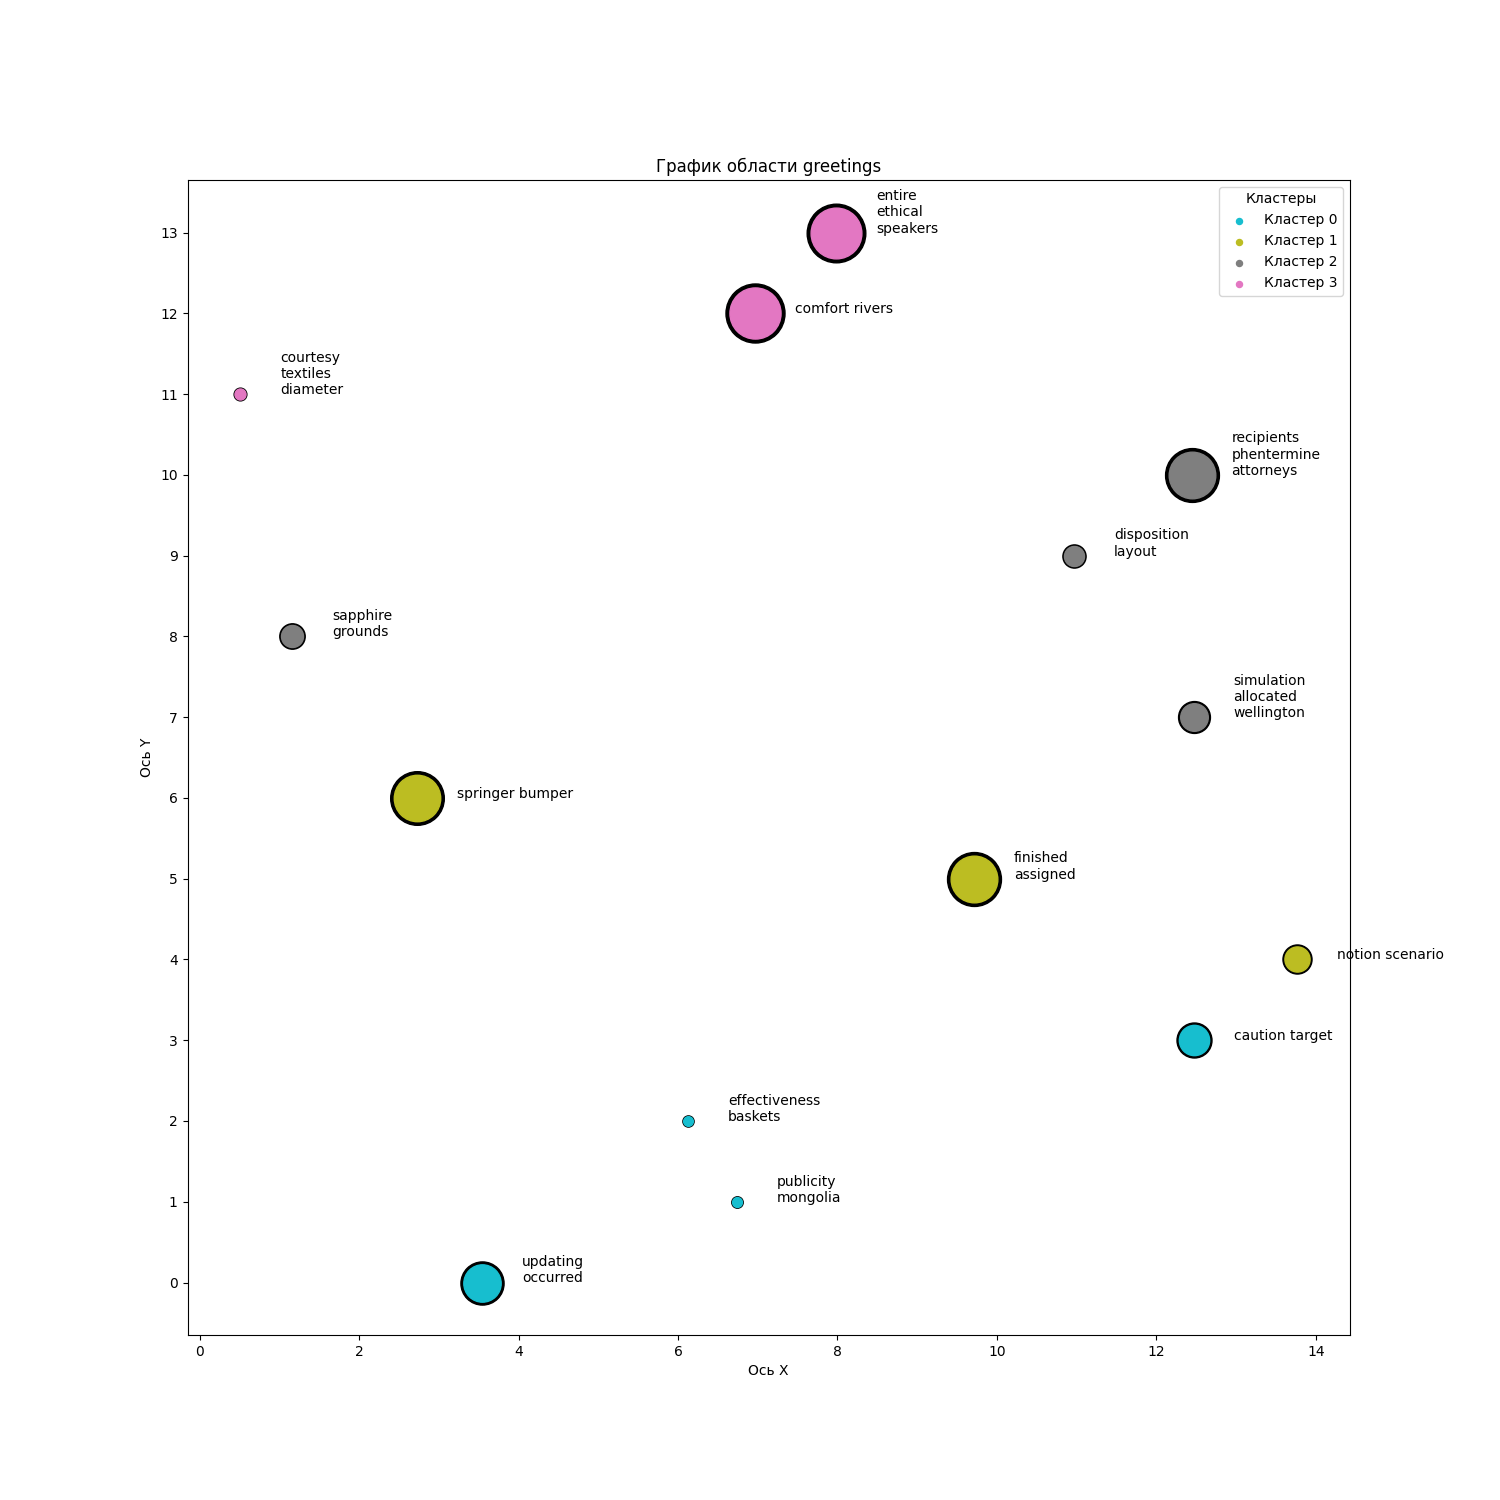 График области greetings
entire
ethical
speakers
comfort rivers
courtesy
textiles
diameter
recipients
phentermine
attorneys
disposition
layout
sapphire
grounds
simulation
allocated
wellington
springer bumper
finished
assigned
notion scenario
caution target
effectiveness
baskets
publicity
mongolia
updating
occurred
Кластеры
Кластер 0
Кластер 1
Кластер 2
Кластер 3
Ось Y
13
12
11
10
9
8
7
6
5
4
3
2
1
0
0 2 4 6 8 10 12 14
Ось X